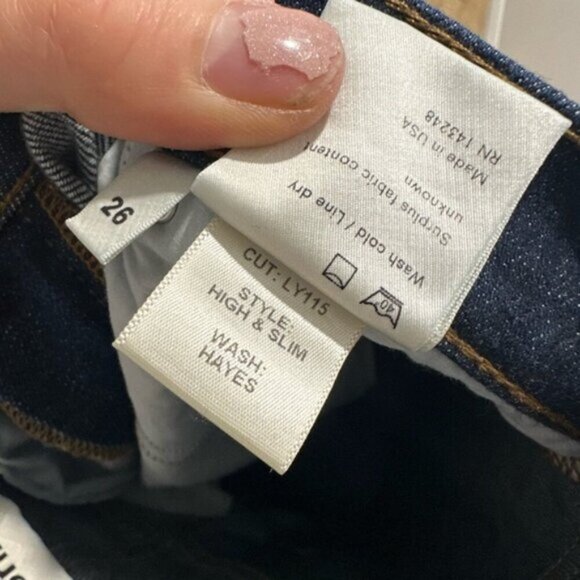 26
Made in USA
RN 143248
Surplus fabric content
unknown
Wash cold / Line dry
40
CUT: LY115
STYLE:
HIGH & SLIM
WASH:
HAYES